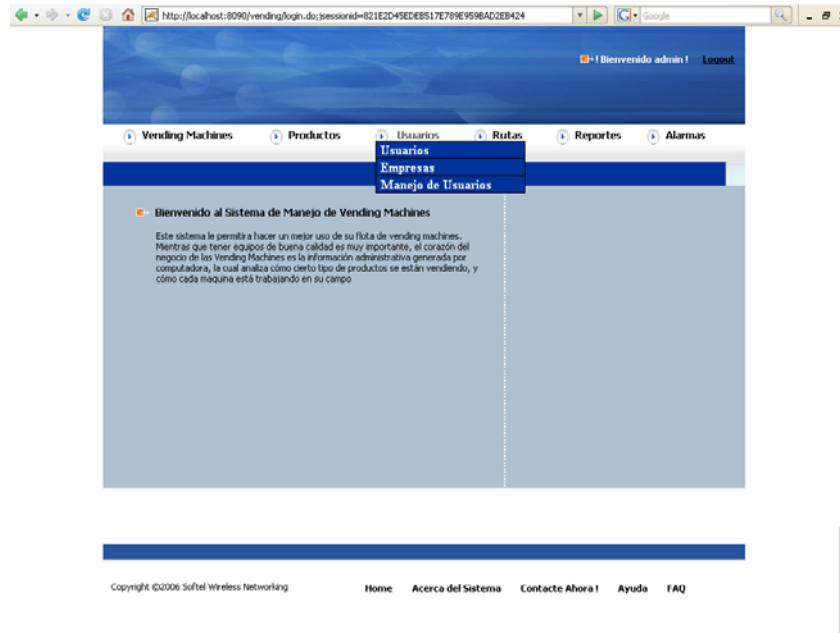 http://localhost:8090/vending/login.do;jsessionid=821E2D45EDEB517E789E959BAD2EB424
Google
! Bienvenido admin ! Logout
Vending Machines Productos Usuarios Rutas Reportes Alarmas
Usuarios
Empresas
Manejo de Usuarios
Bienvenido al Sistema de Manejo de Vending Machines
Este sistema le permitira hacer un mejor uso de su flota de vending machines.
Mientras que tener equipos de buena calidad es muy importante, el corazón del
negocio de las Vending Machines es la información administrativa generada por
computadora, la cual analiza cómo cierto tipo de productos se están vendiendo, y
cómo cada maquina está trabajando en su campo
Copyright ©2006 Softel Wireless Networking
Home Acerca del Sistema Contacte Ahora ! Ayuda FAQ